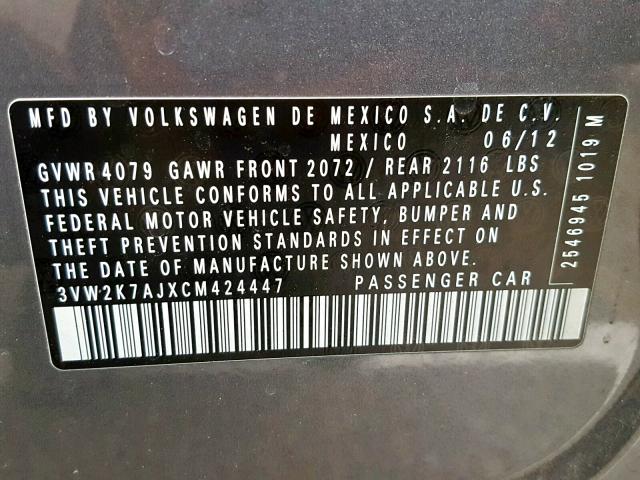 MFD BY VOLKSWAGEN DE MEXICO S.A. DE C.V.
MEXICO 06/12
GVWR 4079 GAWR FRONT 2072 / REAR 2116 LBS
THIS VEHICLE CONFORMS TO ALL APPLICABLE U.S.
FEDERAL MOTOR VEHICLE SAFETY, BUMPER AND
THEFT PREVENTION STANDARDS IN EFFECT ON
THE DATE OF MANUFACTURE SHOWN ABOVE.
3VW2K7AJXCM424447 PASSENGER CAR
2546945 1019 M